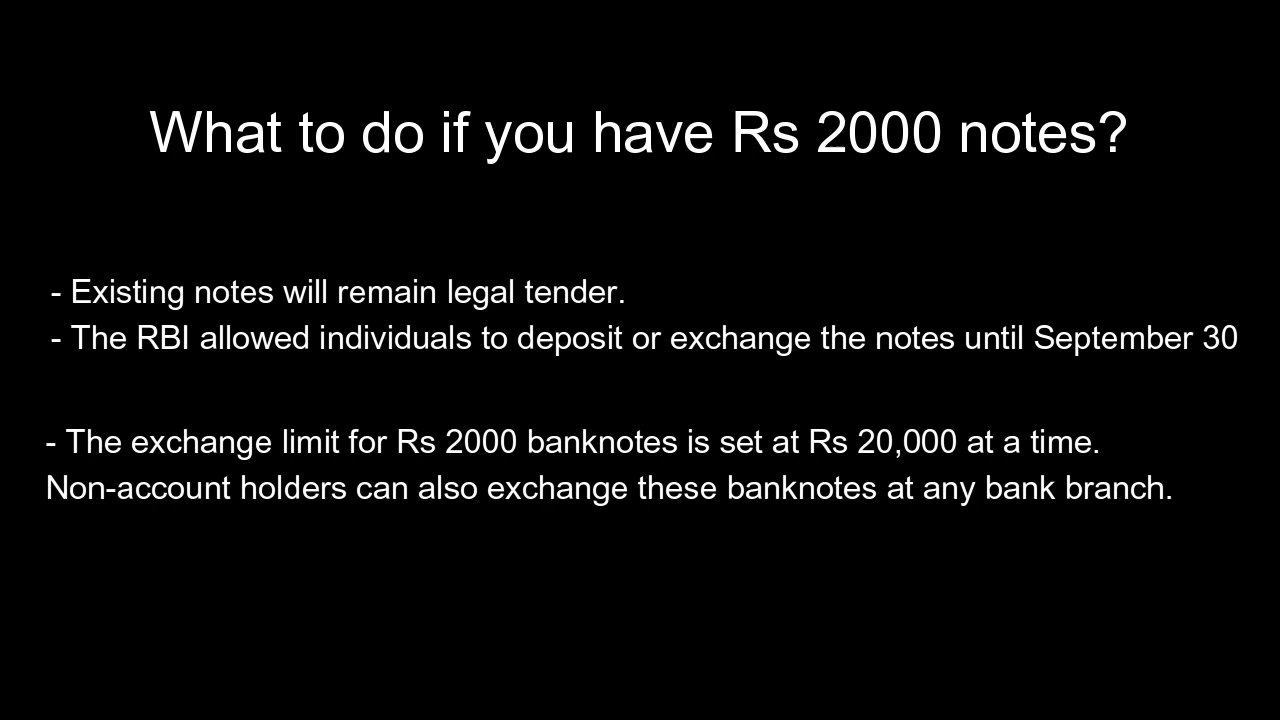 What to do if you have Rs 2000 notes?
- Existing notes will remain legal tender.
- The RBI allowed individuals to deposit or exchange the notes until September 30
- The exchange limit for Rs 2000 banknotes is set at Rs 20,000 at a time.
Non-account holders can also exchange these banknotes at any bank branch.